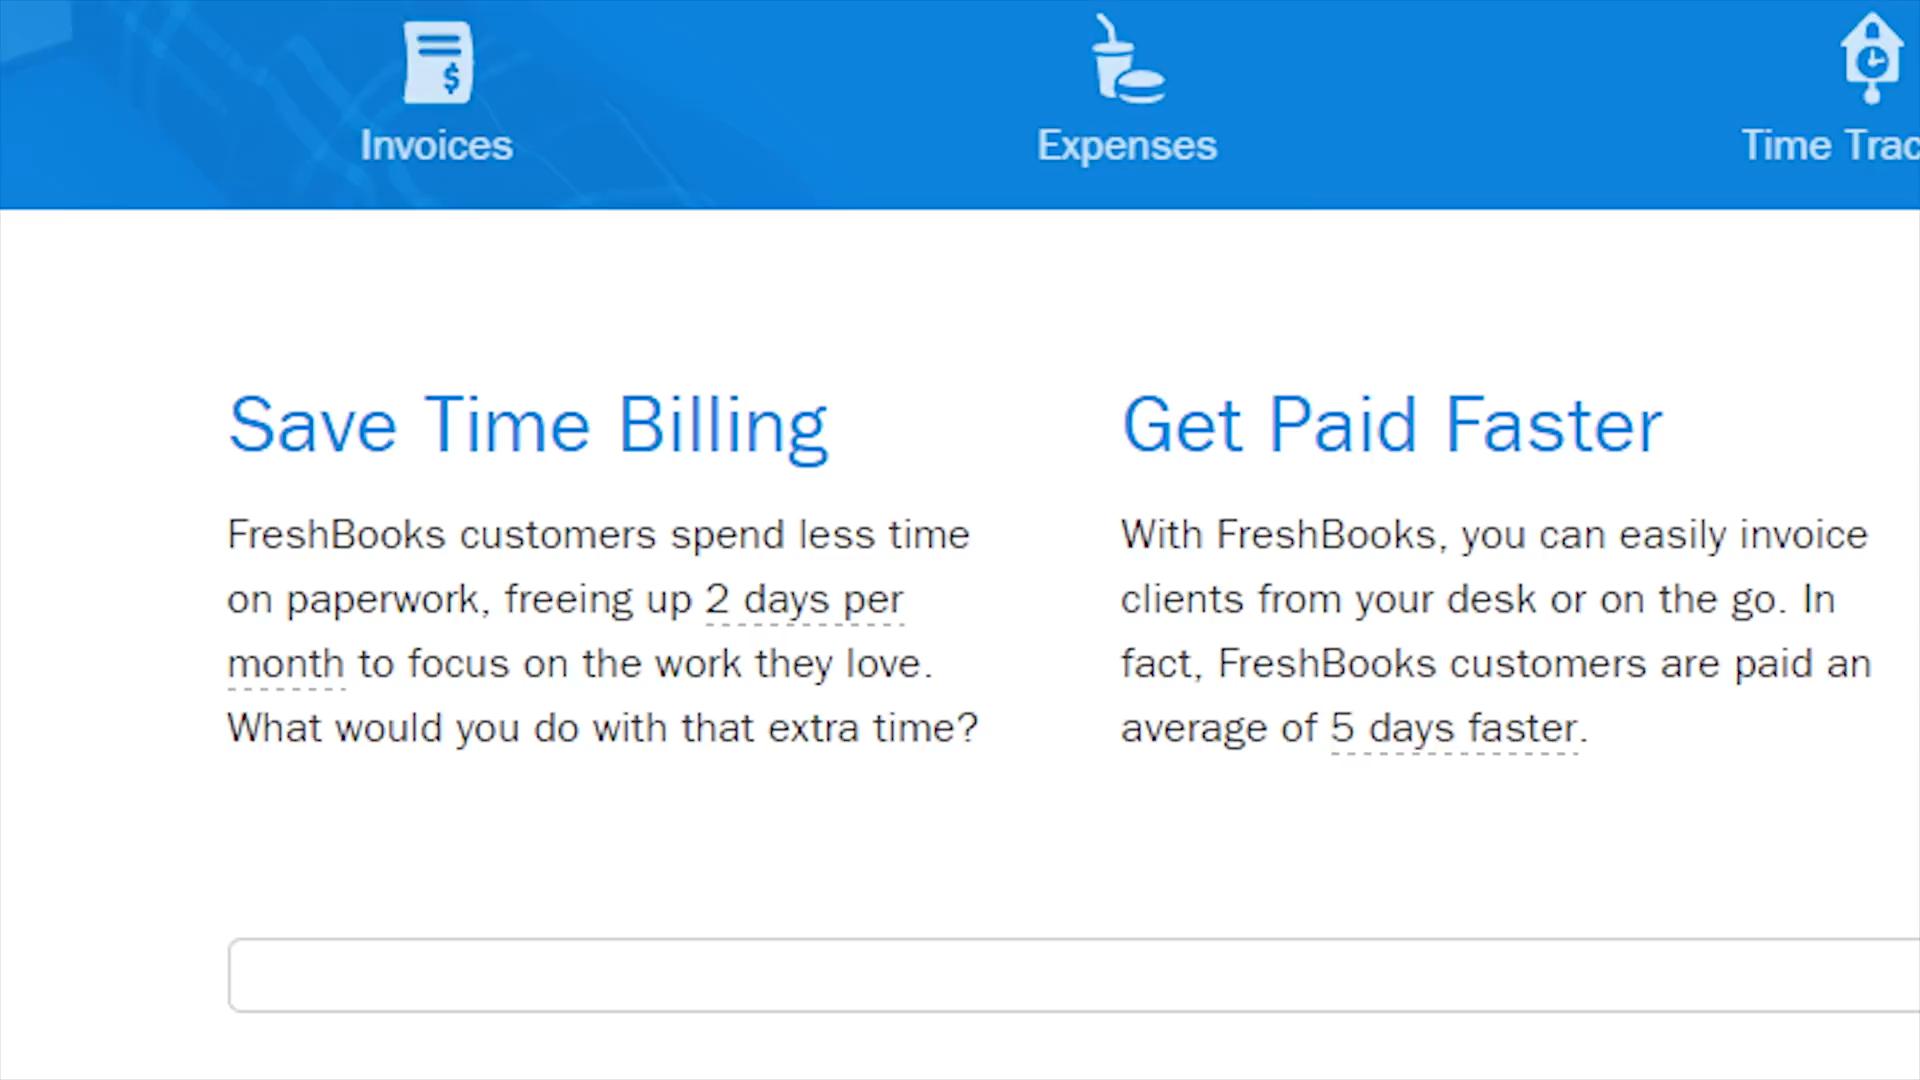 $
Invoices
Expenses
Time Trac
Save Time Billing
FreshBooks customers spend less time
on paperwork, freeing up 2 days per
month to focus on the work they love.
What would you do with that extra time?
Get Paid Faster
With FreshBooks, you can easily invoice
clients from your desk or on the go. In
fact, FreshBooks customers are paid an
average of 5 days faster.